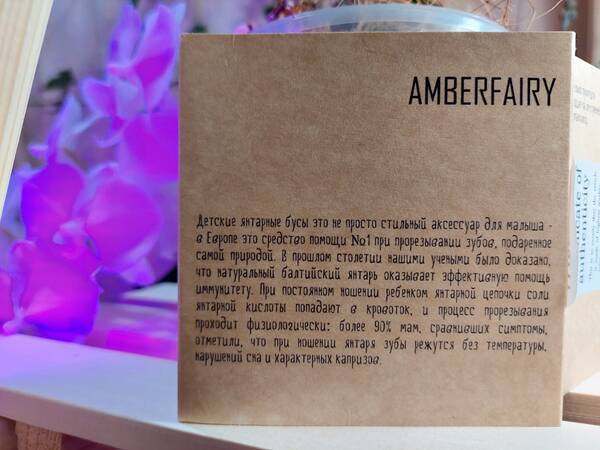 AMBERFAIRY
Детские янтарные бусы это не просто стильный аксессуар для малыша -
в Европе это средство помощи №1 при прорезывании зубов, подаренное
самой природой. В прошлом столетии нашими учеными было доказано,
что натуральный балтийский янтарь оказывает эффективную помощь
иммунитету. При постоянном ношении ребенком янтарной цепочки соли
янтарной кислоты попадают в кровоток, и процесс прорезывания
проходит физиологически: более 90% мам, сравнивших симптомы,
отметили, что при ношении янтаря зубы режутся без температуры,
нарушений сна и характерных капризов.
authenticity